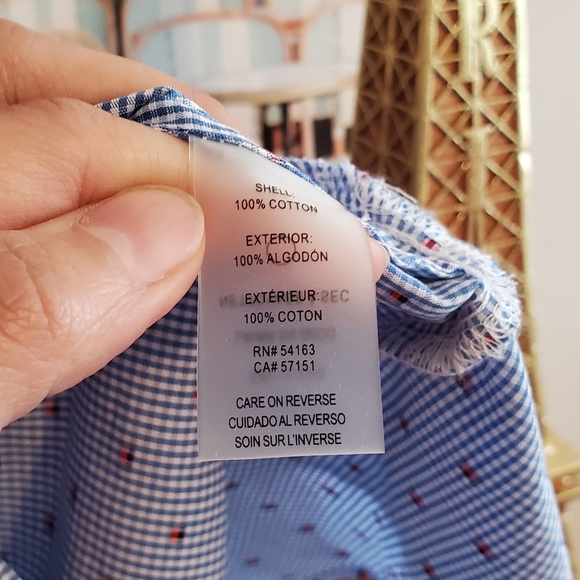 SHELL:
100% COTTON
EXTERIOR:
100% ALGODÓN
EXTÉRIEUR:
100% COTON
RN# 54163
CA# 57151
CARE ON REVERSE
CUIDADO AL REVERSO
SOIN SUR L'INVERSE